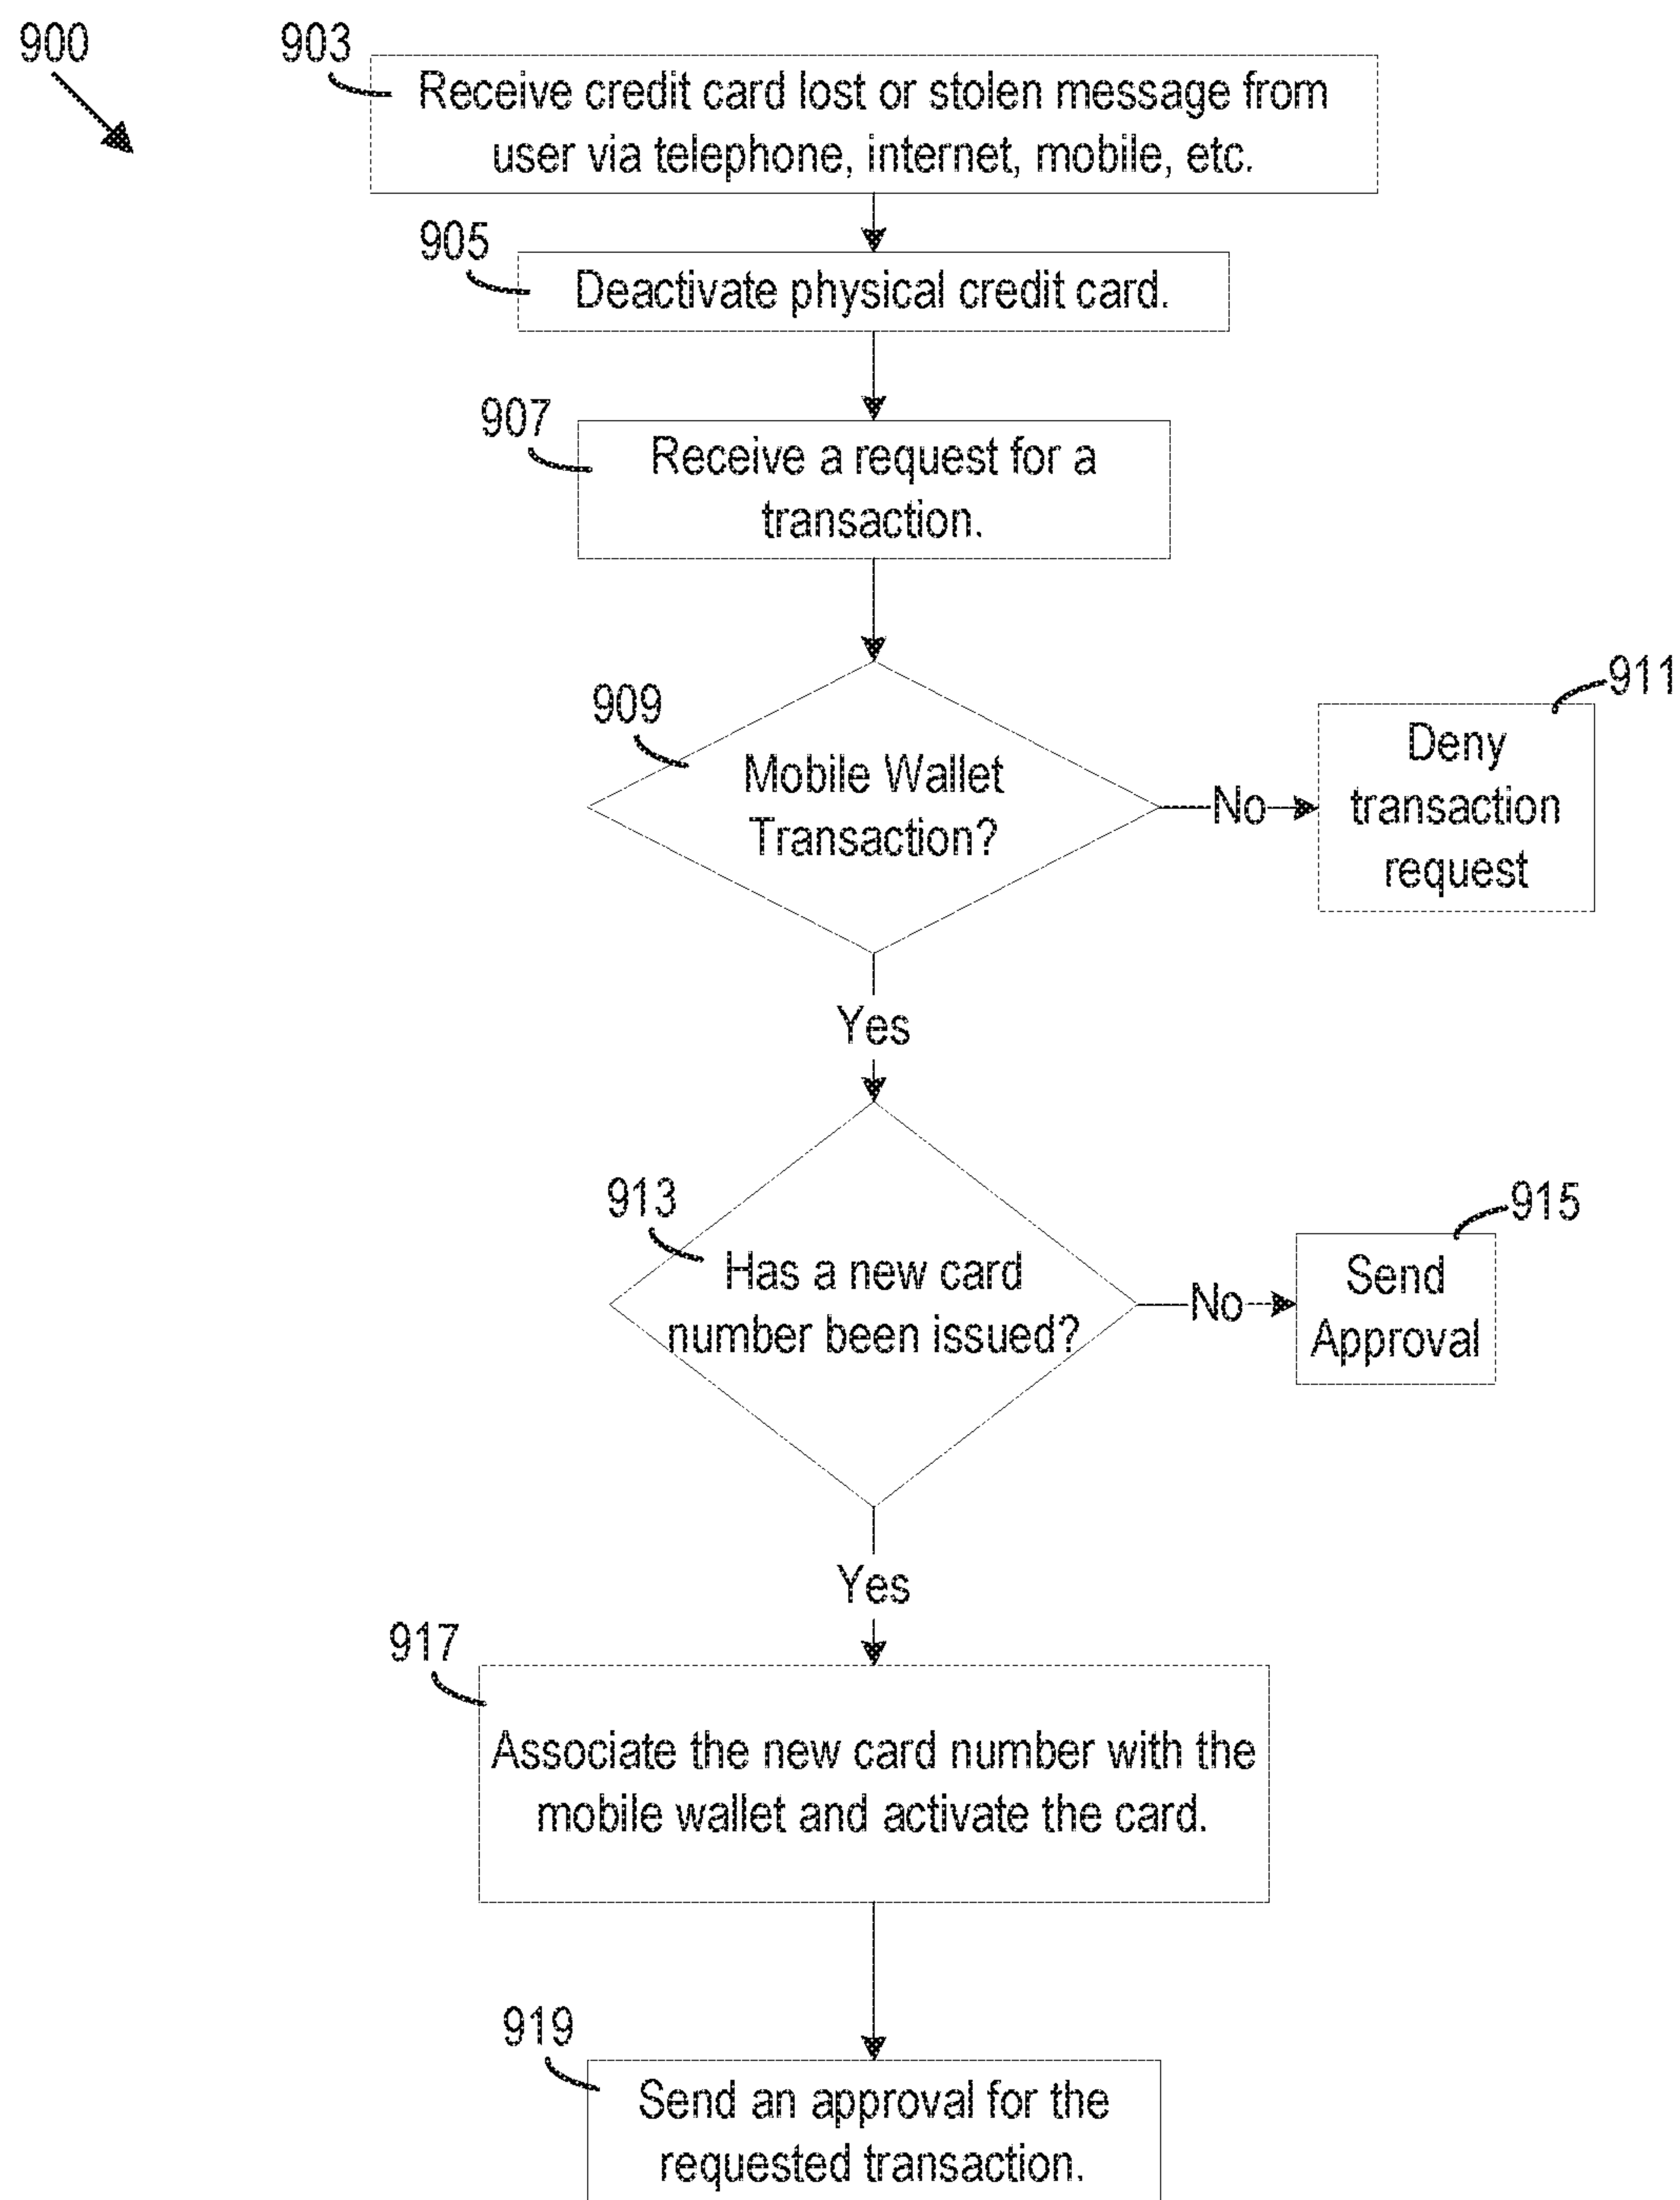 900
903
Receive credit card lost or stolen message from
user via telephone, internet, mobile, etc.
905
Deactivate physical credit card.
907
Receive a request for a
transaction.
909
Mobile Wallet
Transaction?
No
911
Deny
transaction
request
Yes
913
Has a new card
number been issued?
No
915
Send
Approval
Yes
917
Associate the new card number with the
mobile wallet and activate the card.
919
Send an approval for the
requested transaction.